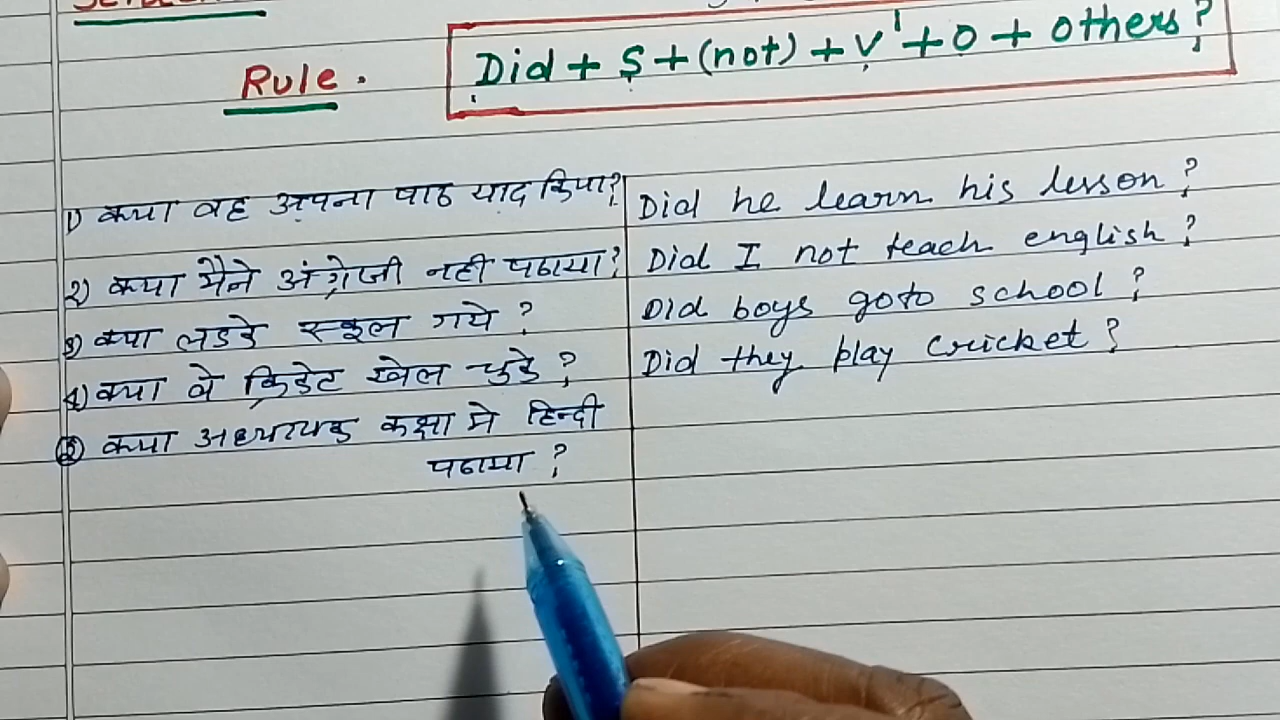 Rule.
Did + S + (not) + V¹ + O + others?
1) क्या वह अपना पाठ याद किया?
Did he learn his lesson?
2) क्या मैने अंग्रेजी नही पढाया?
Did I not teach english?
3) क्या लडके स्कूल गये?
Did boys goto school?
4) क्या वे क्रिकेट खेल चुके?
Did they play cricket?
5) क्या अध्यापक कक्षा मे हिन्दी
पढाया?